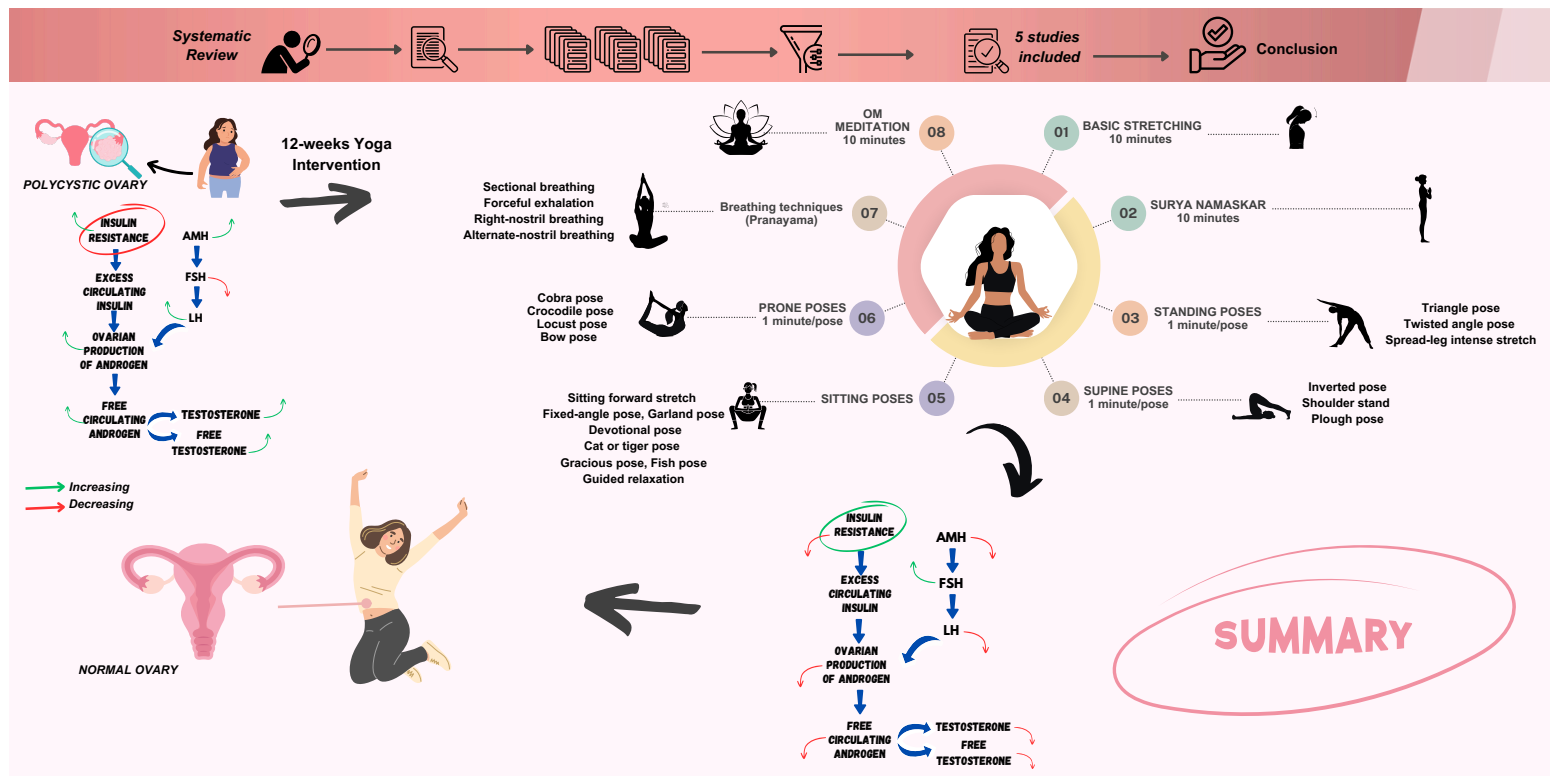 Systematic
Review
5 studies
included
Conclusion
POLYCYSTIC OVARY
12-weeks Yoga
Intervention
INSULIN
RESISTANCE
EXCESS
CIRCULATING
INSULIN
OVARIAN
PRODUCTION
OF ANDROGEN
FREE
CIRCULATING
ANDROGEN
AMH
FSH
LH
TESTOSTERONE
FREE
TESTOSTERONE
Increasing
Decreasing
01
BASIC STRETCHING
10 minutes
02
SURYA NAMASKAR
10 minutes
03
STANDING POSES
1 minute/pose
Triangle pose
Twisted angle pose
Spread-leg intense stretch
04
SUPINE POSES
1 minute/pose
Inverted pose
Shoulder stand
Plough pose
05
SITTING POSES
Sitting forward stretch
Fixed-angle pose, Garland pose
Devotional pose
Cat or tiger pose
Gracious pose, Fish pose
Guided relaxation
06
PRONE POSES
1 minute/pose
Cobra pose
Crocodile pose
Locust pose
Bow pose
07
Breathing techniques
(Pranayama)
Sectional breathing
Forceful exhalation
Right-nostril breathing
Alternate-nostril breathing
08
OM
MEDITATION
10 minutes
INSULIN
RESISTANCE
EXCESS
CIRCULATING
INSULIN
OVARIAN
PRODUCTION
OF ANDROGEN
FREE
CIRCULATING
ANDROGEN
AMH
FSH
LH
TESTOSTERONE
FREE
TESTOSTERONE
NORMAL OVARY
SUMMARY